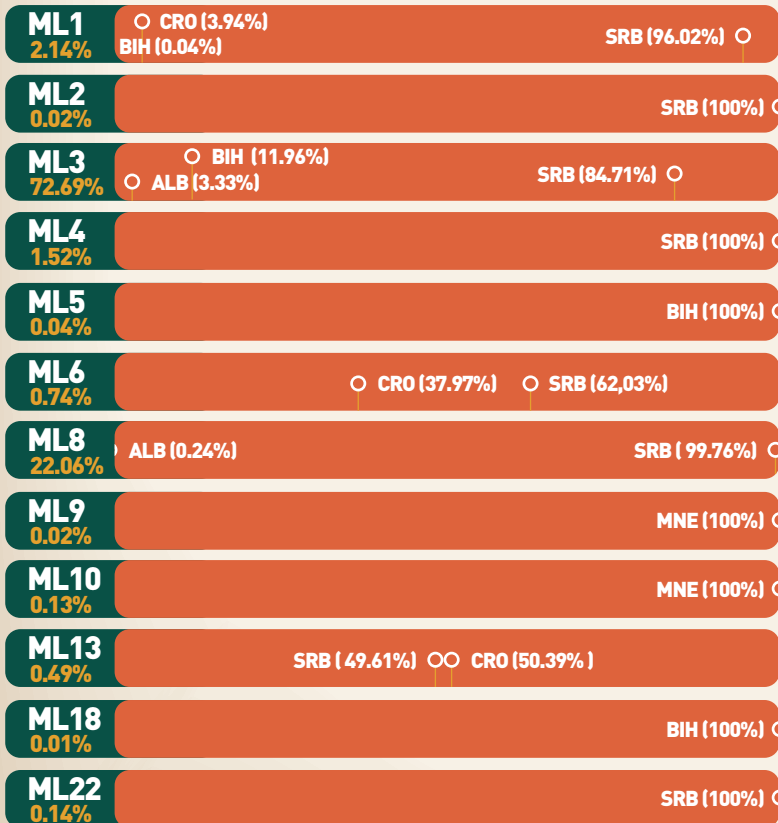 ML1
2.14%
CRO (3.94%)
BIH (0.04%)
SRB (96.02%)
ML2
0.02%
SRB (100%)
ML3
72.69%
BIH (11.96%)
ALB (3.33%)
SRB (84.71%)
ML4
1.52%
SRB (100%)
ML5
0.04%
BIH (100%)
ML6
0.74%
CRO (37.97%)
SRB (62,03%)
ML8
22.06%
ALB (0.24%)
SRB ( 99.76%)
ML9
0.02%
MNE (100%)
ML10
0.13%
MNE (100%)
ML13
0.49%
SRB ( 49.61%)
CRO (50.39% )
ML18
0.01%
BIH (100%)
ML22
0.14%
SRB (100%)